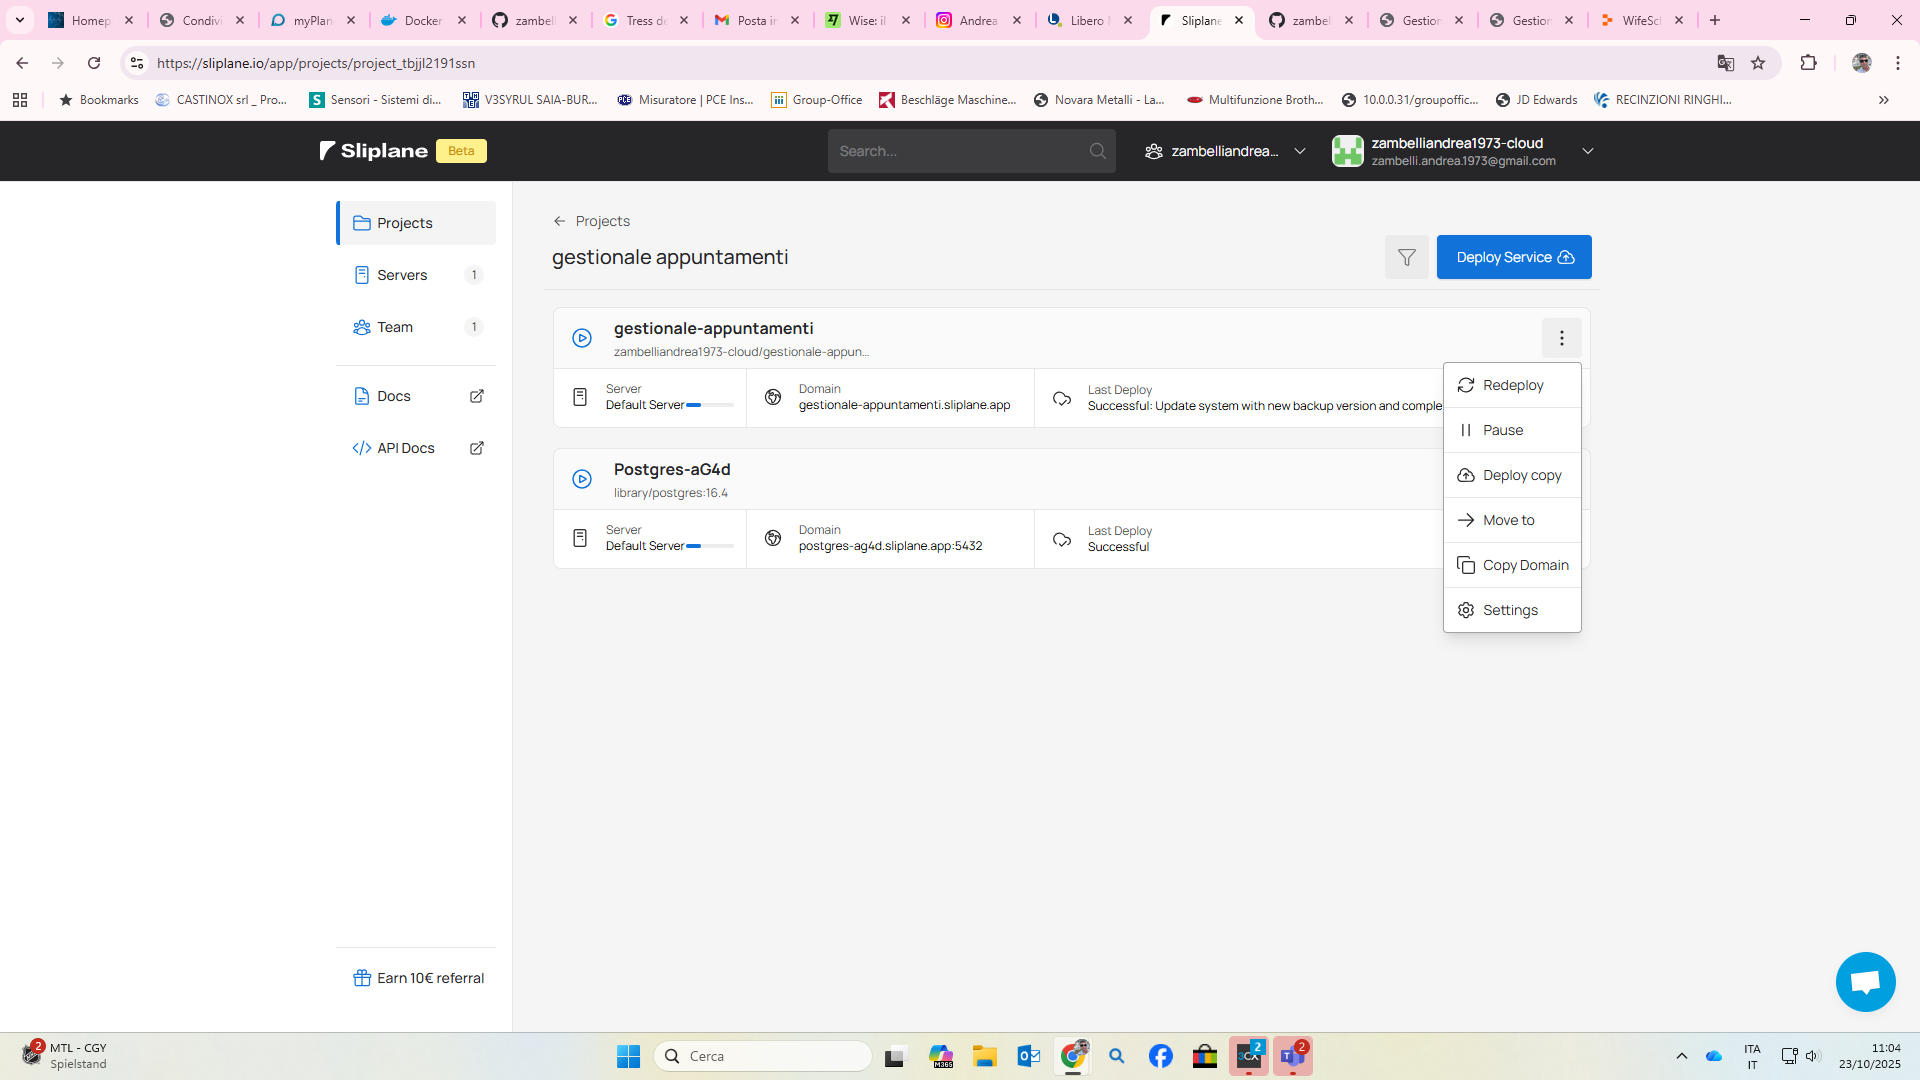 Homep
Condivi
myPlan
Docker
zambel
Tress de
Posta in
Wise: il
Andrea
Libero
Sliplane
zambel
Gestion
Gestion
WifeSc
https://sliplane.io/app/projects/project_tbjjl2191ssn
Bookmarks
CASTINOX srl _ Pro...
Sensori - Sistemi di...
V3SYRUL SAIA-BUR...
Misuratore | PCE Ins...
Group-Office
Beschläge Maschine...
Novara Metalli - La...
Multifunzione Broth...
10.0.0.31/groupoffic...
JD Edwards
RECINZIONI RINGHI...
Sliplane
Beta
Search...
zambelliandrea...
zambelliandrea1973-cloud
zambelli.andrea.1973@gmail.com
Projects
Servers 1
Team 1
Docs
API Docs
Earn 10€ referral
Projects
gestionale appuntamenti
Deploy Service
gestionale-appuntamenti
zambelliandrea1973-cloud/gestionale-appun...
Server
Default Server
Domain
gestionale-appuntamenti.sliplane.app
Last Deploy
Successful: Update system with new backup version and comple
Postgres-aG4d
library/postgres:16.4
Server
Default Server
Domain
postgres-ag4d.sliplane.app:5432
Last Deploy
Successful
Redeploy
Pause
Deploy copy
Move to
Copy Domain
Settings
2
MTL - CGY
Spielstand
Cerca
M365
3CX
2
2
ITA
IT
11:04
23/10/2025